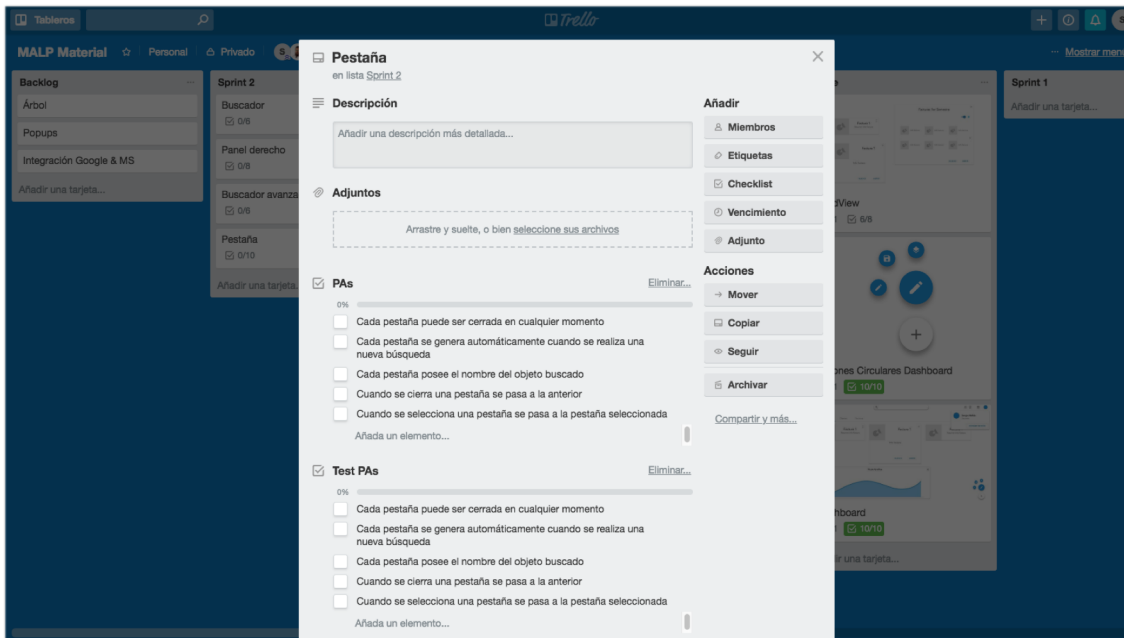 Tableros
Trello
S
MALP Material
Personal
Privado
S
Mostrar menú
Backlog
Árbol
Popups
Integración Google & MS
Añadir una tarjeta...
Sprint 2
Buscador
0/6
Panel derecho
0/8
Buscador avanza
0/6
Pestaña
0/10
Añadir una tarjeta.
Pestaña
en lista Sprint 2
Descripción
Añadir una descripción más detallada...
Adjuntos
Arrastre y suelte, o bien seleccione sus archivos
PAs
Eliminar...
0%
Cada pestaña puede ser cerrada en cualquier momento
Cada pestaña se genera automáticamente cuando se realiza una
nueva búsqueda
Cada pestaña posee el nombre del objeto buscado
Cuando se cierra una pestaña se pasa a la anterior
Cuando se selecciona una pestaña se pasa a la pestaña seleccionada
Añada un elemento...
Test PAs
Eliminar...
0%
Cada pestaña puede ser cerrada en cualquier momento
Cada pestaña se genera automáticamente cuando se realiza una
nueva búsqueda
Cada pestaña posee el nombre del objeto buscado
Cuando se cierra una pestaña se pasa a la anterior
Cuando se selecciona una pestaña se pasa a la pestaña seleccionada
Añada un elemento...
Añadir
Miembros
Etiquetas
Checklist
Vencimiento
Adjunto
Acciones
Mover
Copiar
Seguir
Archivar
Compartir y más...
dView
6/8
ones Circulares Dashboard
10/10
hboard
10/10
ir una tarjeta...
Sprint 1
Añadir una tarjeta...